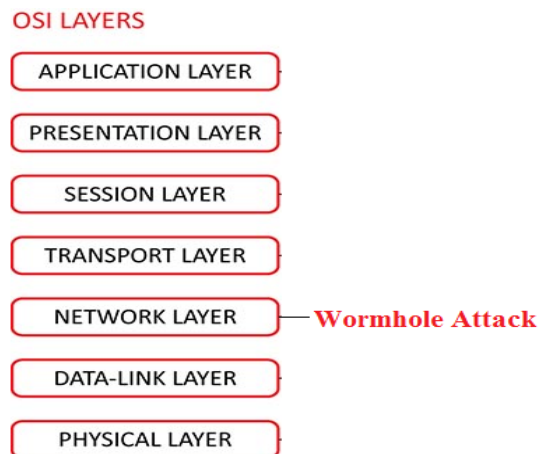 OSI LAYERS
APPLICATION LAYER
PRESENTATION LAYER
SESSION LAYER
TRANSPORT LAYER
NETWORK LAYER Wormhole Attack
DATA-LINK LAYER
PHYSICAL LAYER